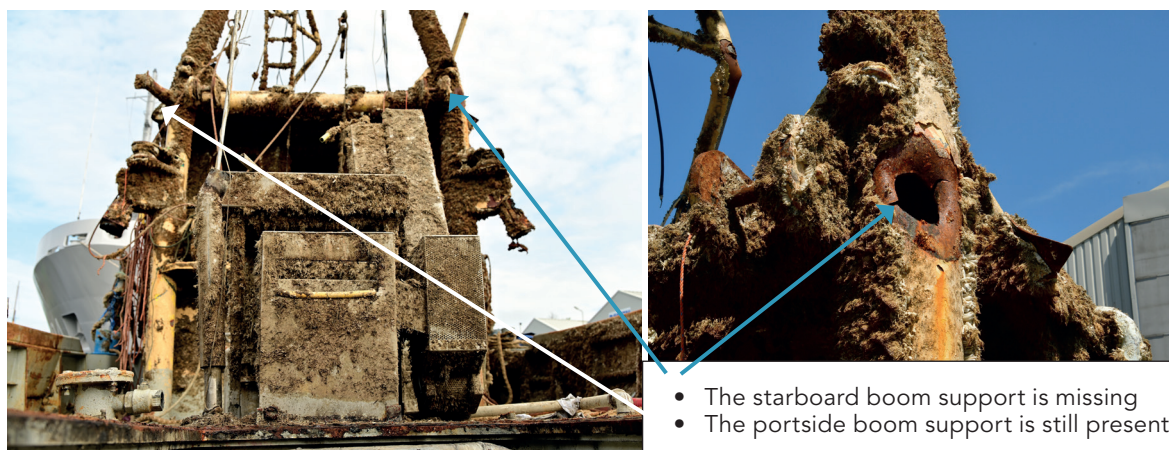 • The starboard boom support is missing
• The portside boom support is still present